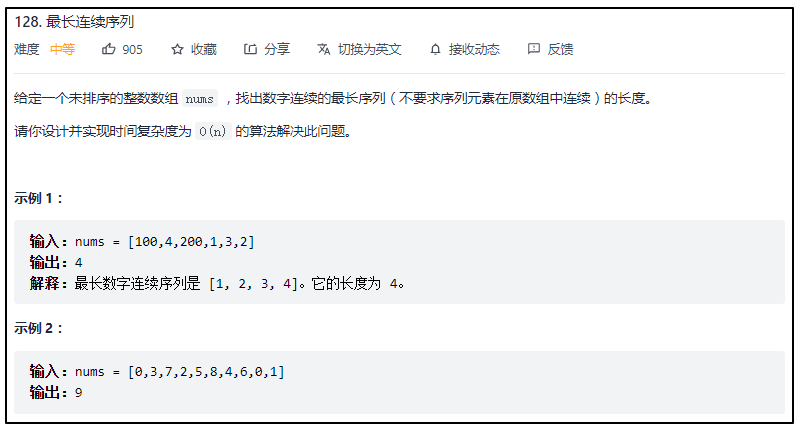 128. 最长连续序列
难度 中等 905 收藏 分享 切换为英文 接收动态 反馈
给定一个未排序的整数数组 nums ，找出数字连续的最长序列（不要求序列元素在原数组中连续）的长度。
请你设计并实现时间复杂度为 O(n) 的算法解决此问题。
示例 1：
输入：nums = [100,4,200,1,3,2]
输出：4
解释：最长数字连续序列是 [1, 2, 3, 4]。它的长度为 4。
示例 2：
输入：nums = [0,3,7,2,5,8,4,6,0,1]
输出：9